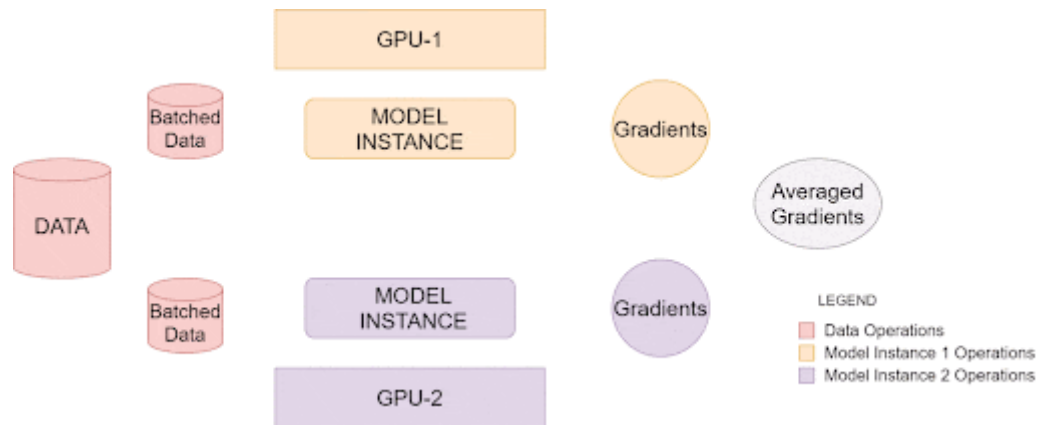 GPU-1
Batched
Data
MODEL
INSTANCE
Gradients
DATA
Averaged
Gradients
Batched
Data
MODEL
INSTANCE
Gradients
GPU-2
LEGEND
Data Operations
Model Instance 1 Operations
Model Instance 2 Operations